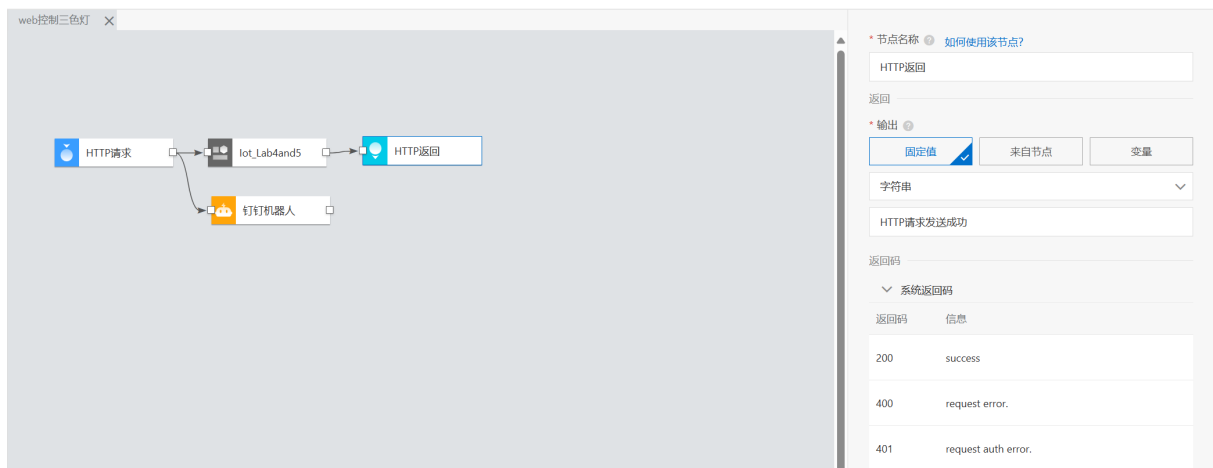 web控制三色灯
* 节点名称 如何使用该节点?
HTTP返回
返回
* 输出
固定值 来自节点 变量
字符串
HTTP请求发送成功
返回码
系统返回码
返回码 信息
200 success
400 request error.
401 request auth error.
HTTP请求
Iot_Lab4and5
HTTP返回
钉钉机器人